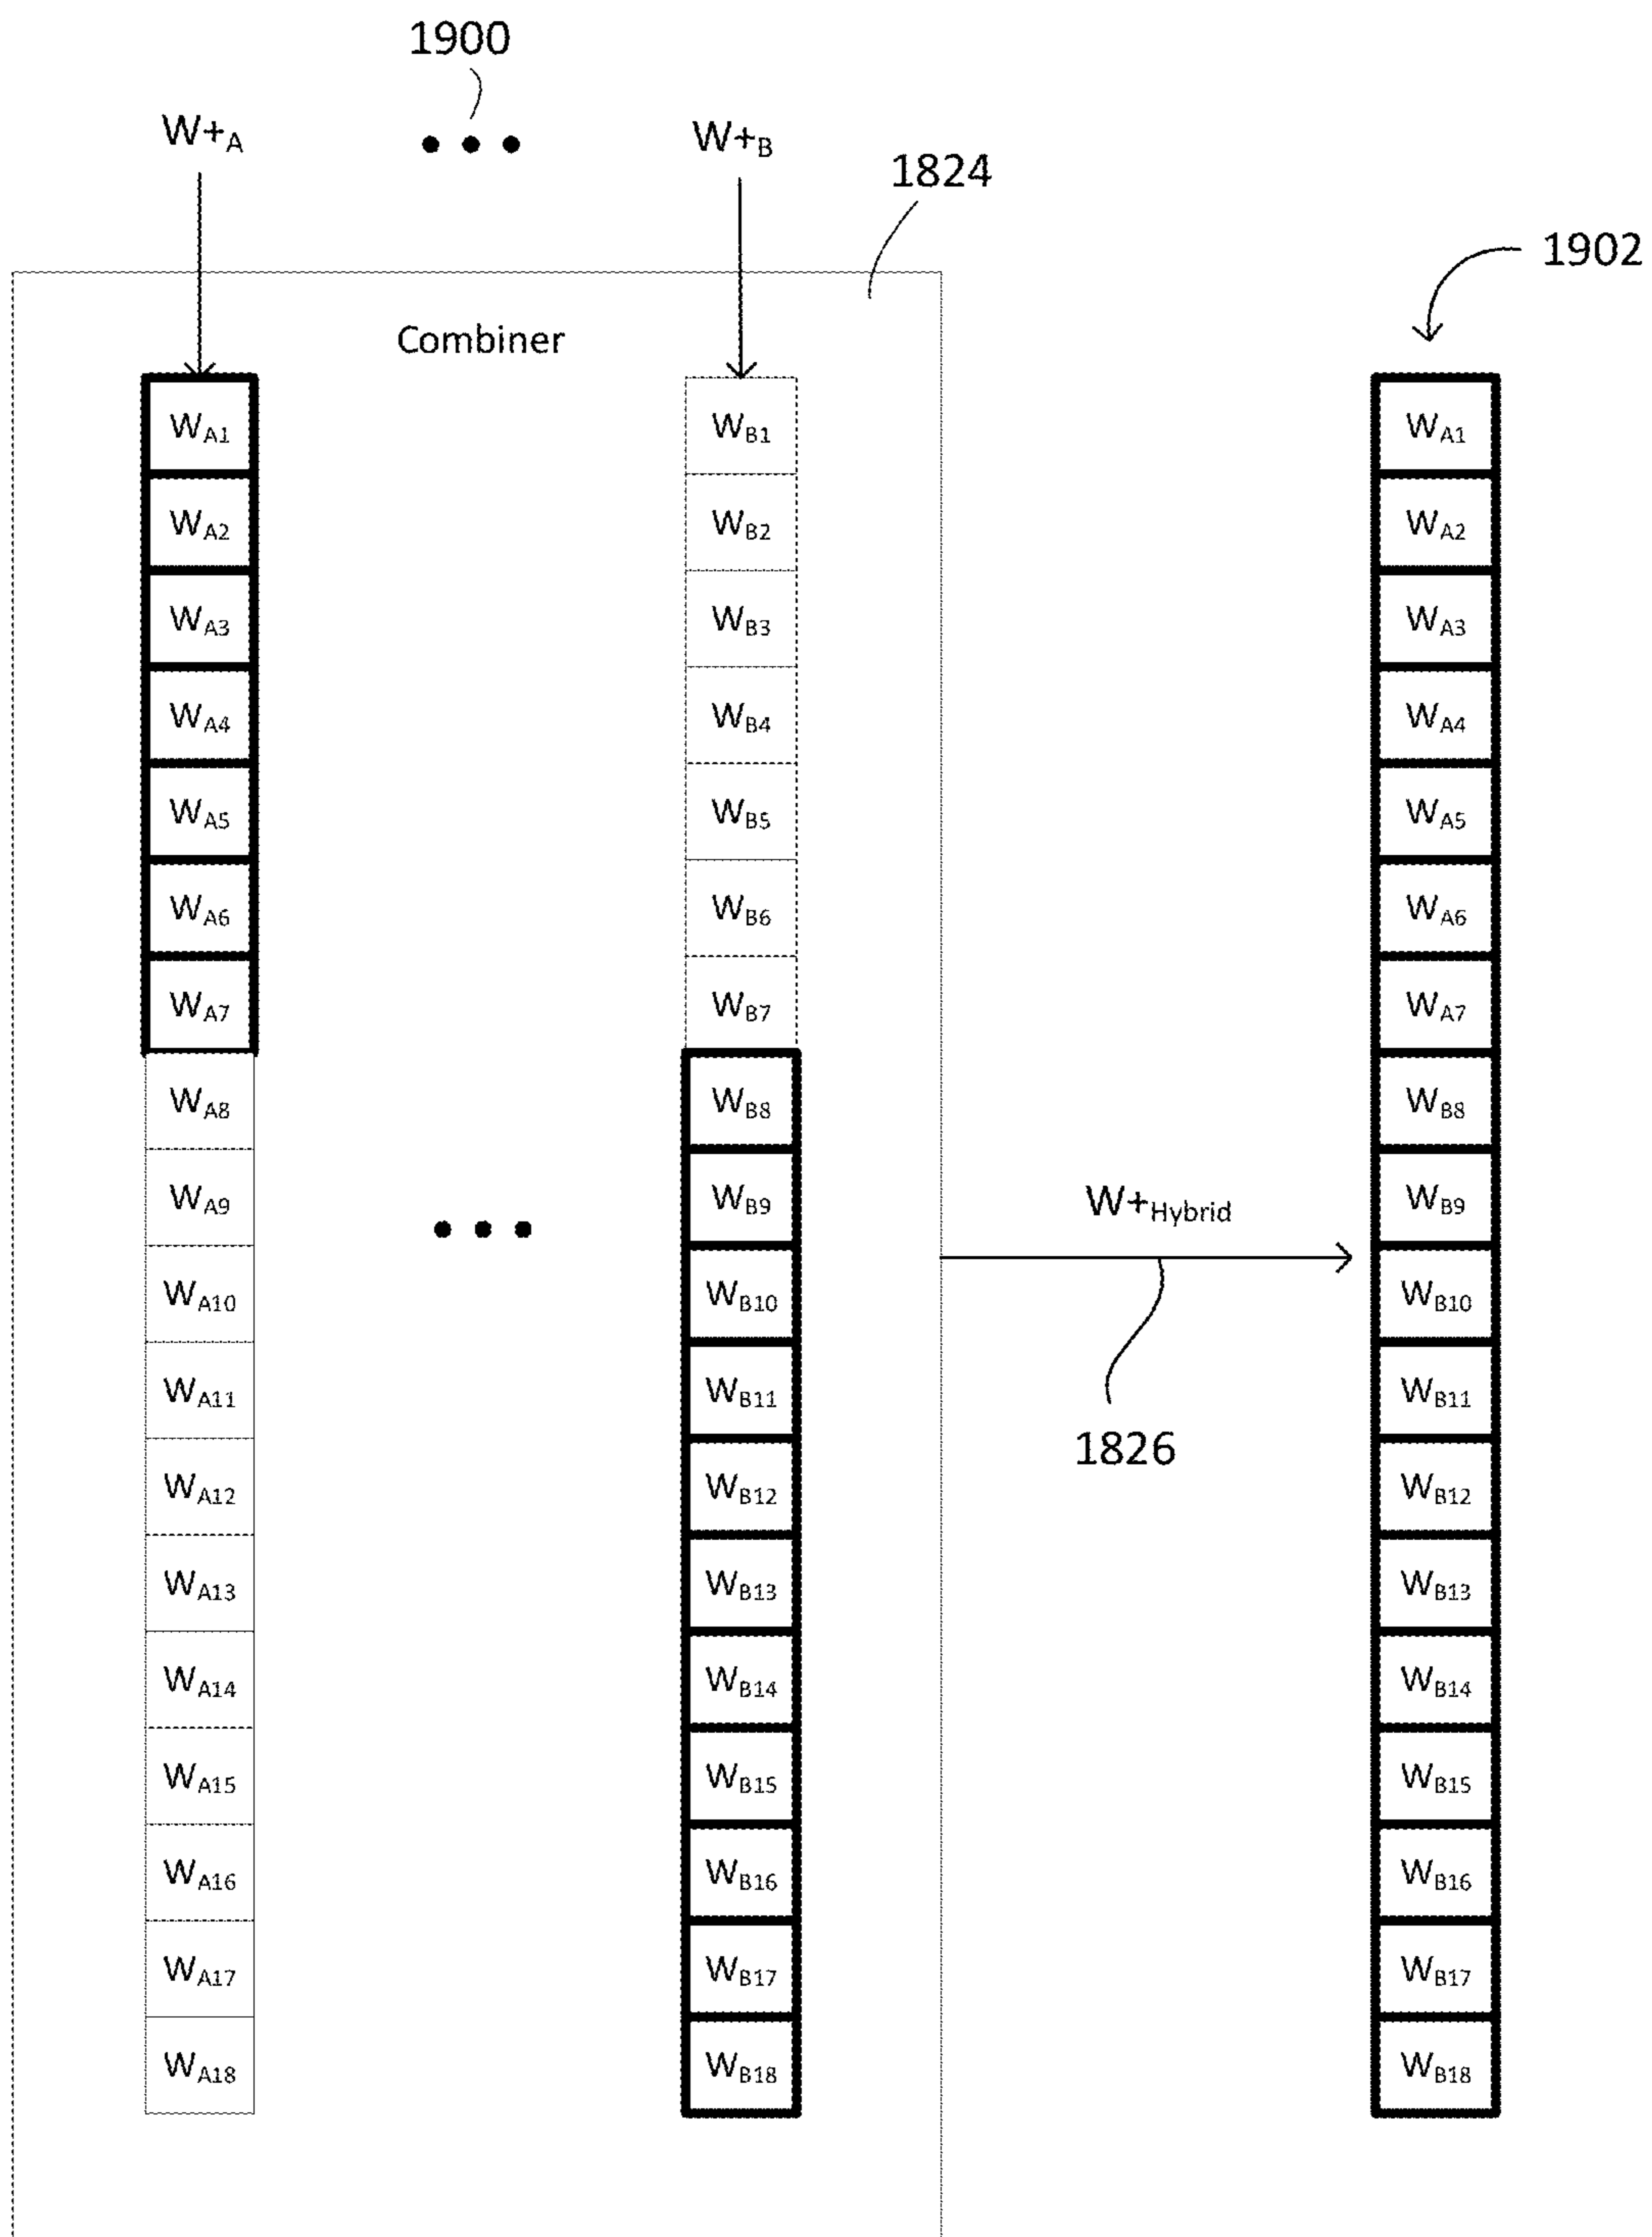 1900
W+A W+B
1824
1902
Combiner
WA1 WB1 WA1
WA2 WB2 WA2
WA3 WB3 WA3
WA4 WB4 WA4
WA5 WB5 WA5
WA6 WB6 WA6
WA7 WB7 WA7
WA8 WB8 WB8
WA9 WB9 W+Hybrid WB9
WA10 WB10 WB10
WA11 WB11 WB11
1826
WA12 WB12 WB12
WA13 WB13 WB13
WA14 WB14 WB14
WA15 WB15 WB15
WA16 WB16 WB16
WA17 WB17 WB17
WA18 WB18 WB18